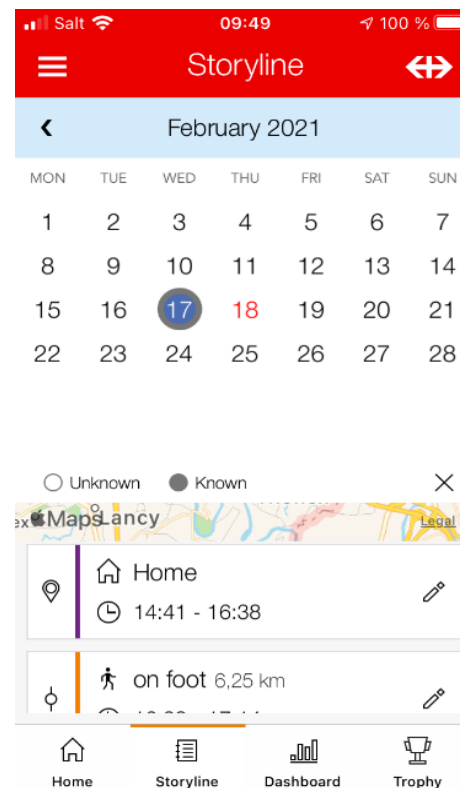 Salt 09:49 100 %
Storyline
February 2021
MON TUE WED THU FRI SAT SUN
1 2 3 4 5 6 7
8 9 10 11 12 13 14
15 16 17 18 19 20 21
22 23 24 25 26 27 28
Unknown Known
Maps Lancy Legal
Home
14:41 - 16:38
on foot 6,25 km
Home Storyline Dashboard Trophy